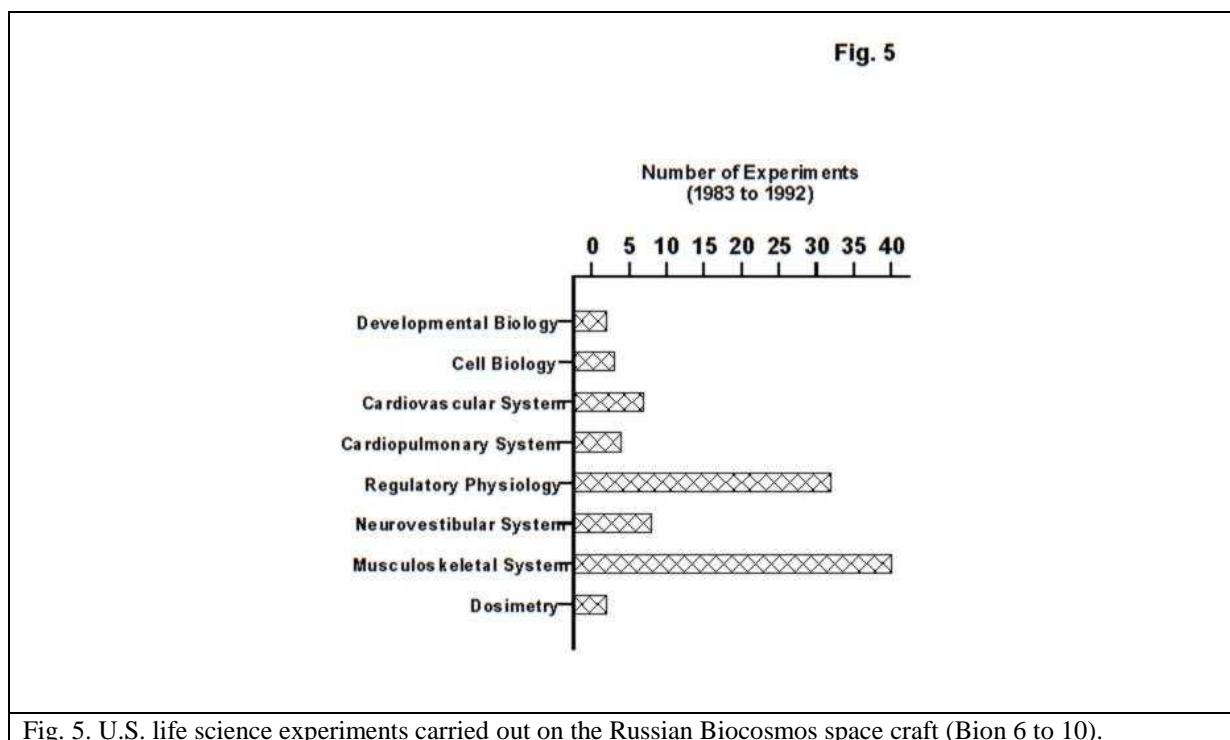 Fig. 5
Number of Experiments
(1983 to 1992)
0 5 10 15 20 25 30 35 40
Developmental Biology
Cell Biology
Cardiovascular System
Cardiopulmonary System
Regulatory Physiology
Neurovestibular System
Musculoskeletal System
Dosimetry
Fig. 5. U.S. life science experiments carried out on the Russian Biocosmos space craft (Bion 6 to 10).